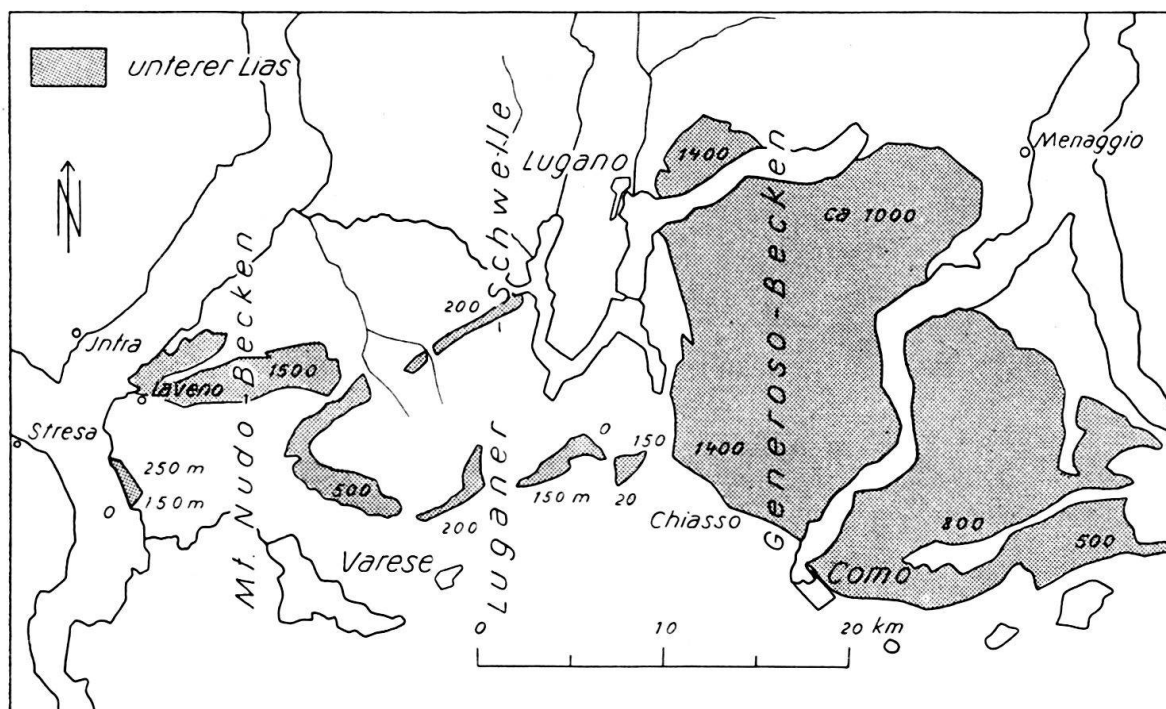 unterer Lias
N
Menaggio
Lugano
1400
ca 1000
200
Intra
Laveno
1500
Stresa
250 m
150 m
0
500
200
0
150
150 m
20
1400
Chiasso
Varese
Como
800
500
Mt. Nudo-Becken
Luganer-Schwelle
Generoso-Becken
0 10 20 km